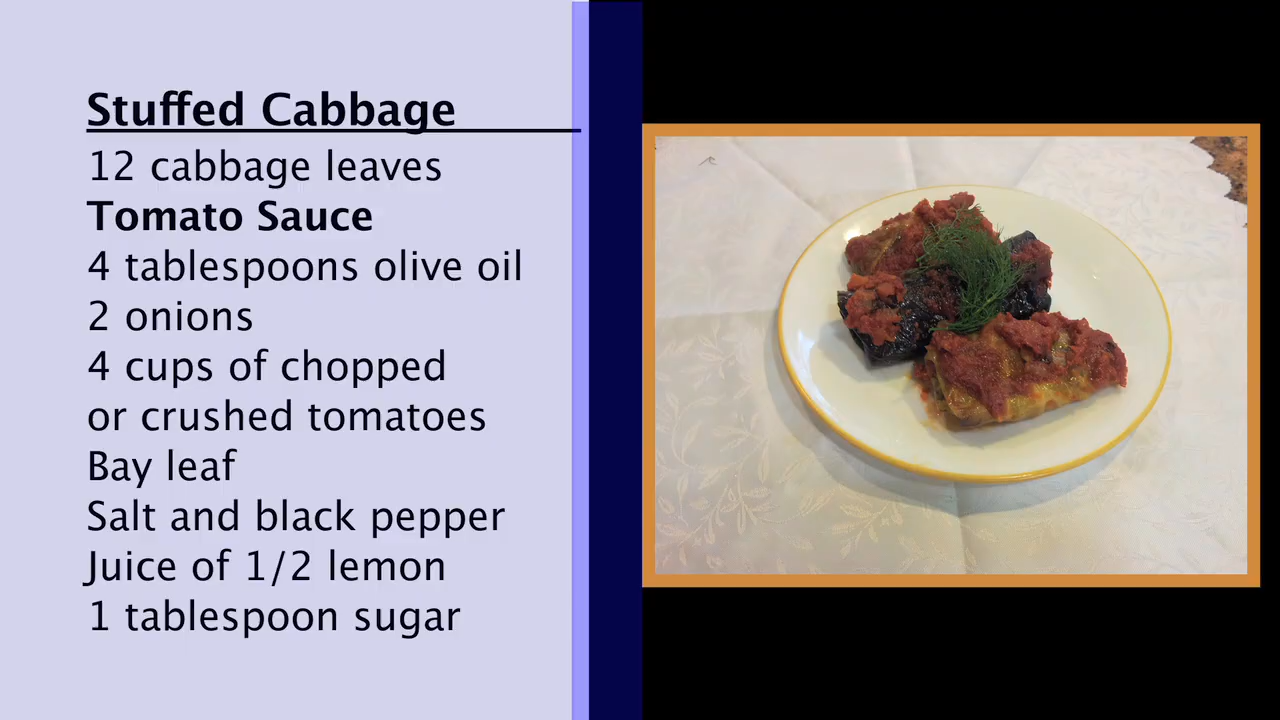 Stuffed Cabbage
12 cabbage leaves
Tomato Sauce
4 tablespoons olive oil
2 onions
4 cups of chopped
or crushed tomatoes
Bay leaf
Salt and black pepper
Juice of 1/2 lemon
1 tablespoon sugar